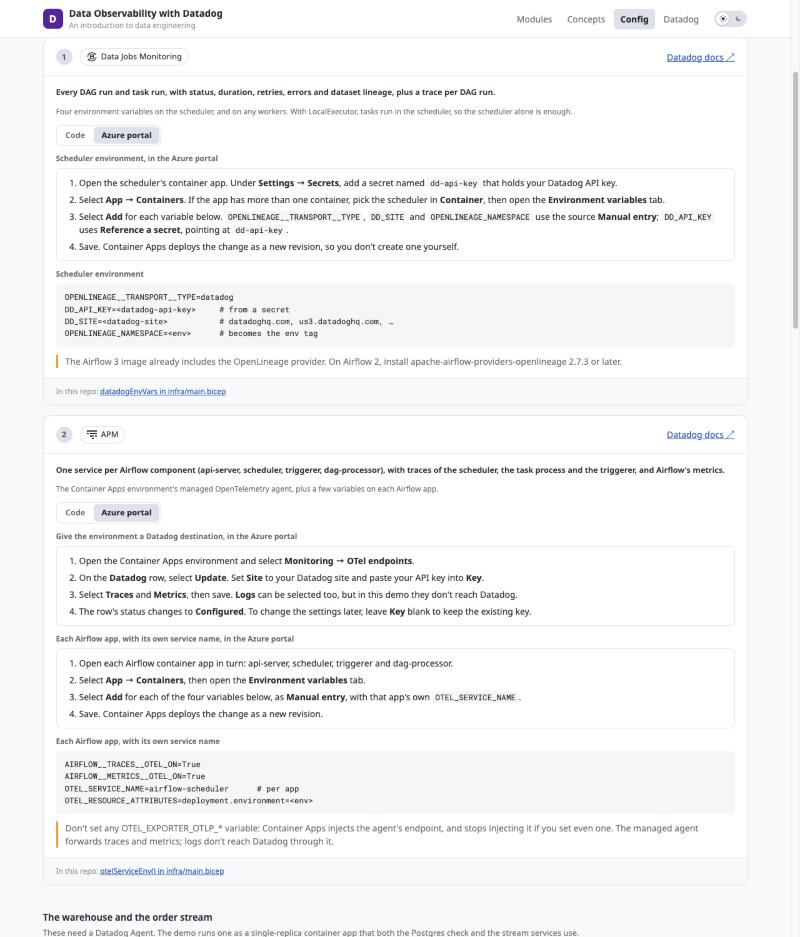 D
Data Observability with Datadog
An introduction to data engineering
Modules Concepts Config Datadog
1 Data Jobs Monitoring Datadog docs ↗
Every DAG run and task run, with status, duration, retries, errors and dataset lineage, plus a trace per DAG run.
Four environment variables on the scheduler, and on any workers. With LocalExecutor, tasks run in the scheduler, so the scheduler alone is enough.
Code Azure portal
Scheduler environment, in the Azure portal
1. Open the scheduler's container app. Under Settings → Secrets, add a secret named dd-api-key that holds your Datadog API key.
2. Select App → Containers. If the app has more than one container, pick the scheduler in Container, then open the Environment variables tab.
3. Select Add for each variable below. OPENLINEAGE__TRANSPORT__TYPE, DD_SITE and OPENLINEAGE_NAMESPACE use the source Manual entry; DD_API_KEY
uses Reference a secret, pointing at dd-api-key.
4. Save. Container Apps deploys the change as a new revision, so you don't create one yourself.
Scheduler environment
OPENLINEAGE__TRANSPORT__TYPE=datadog
DD_API_KEY=<datadog-api-key> # from a secret
DD_SITE=<datadog-site> # datadoghq.com, us3.datadoghq.com, …
OPENLINEAGE_NAMESPACE=<env> # becomes the env tag
The Airflow 3 image already includes the OpenLineage provider. On Airflow 2, install apache-airflow-providers-openlineage 2.7.3 or later.
In this repo: datadogEnvVars in infra/main.bicep
2 APM Datadog docs ↗
One service per Airflow component (api-server, scheduler, triggerer, dag-processor), with traces of the scheduler, the task process and the triggerer, and Airflow's metrics.
The Container Apps environment's managed OpenTelemetry agent, plus a few variables on each Airflow app.
Code Azure portal
Give the environment a Datadog destination, in the Azure portal
1. Open the Container Apps environment and select Monitoring → OTel endpoints.
2. On the Datadog row, select Update. Set Site to your Datadog site and paste your API key into Key.
3. Select Traces and Metrics, then save. Logs can be selected too, but in this demo they don't reach Datadog.
4. The row's status changes to Configured. To change the settings later, leave Key blank to keep the existing key.
Each Airflow app, with its own service name, in the Azure portal
1. Open each Airflow container app in turn: api-server, scheduler, triggerer and dag-processor.
2. Select App → Containers, then open the Environment variables tab.
3. Select Add for each of the four variables below, as Manual entry, with that app's own OTEL_SERVICE_NAME.
4. Save. Container Apps deploys the change as a new revision.
Each Airflow app, with its own service name
AIRFLOW__TRACES__OTEL_ON=True
AIRFLOW__METRICS__OTEL_ON=True
OTEL_SERVICE_NAME=airflow-scheduler # per app
OTEL_RESOURCE_ATTRIBUTES=deployment.environment=<env>
Don't set any OTEL_EXPORTER_OTLP_* variable: Container Apps injects the agent's endpoint, and stops injecting it if you set even one. The managed agent
forwards traces and metrics; logs don't reach Datadog through it.
In this repo: otelServiceEnv() in infra/main.bicep
The warehouse and the order stream
These need a Datadog Agent. The demo runs one as a single-replica container app that both the Postgres check and the stream services use.